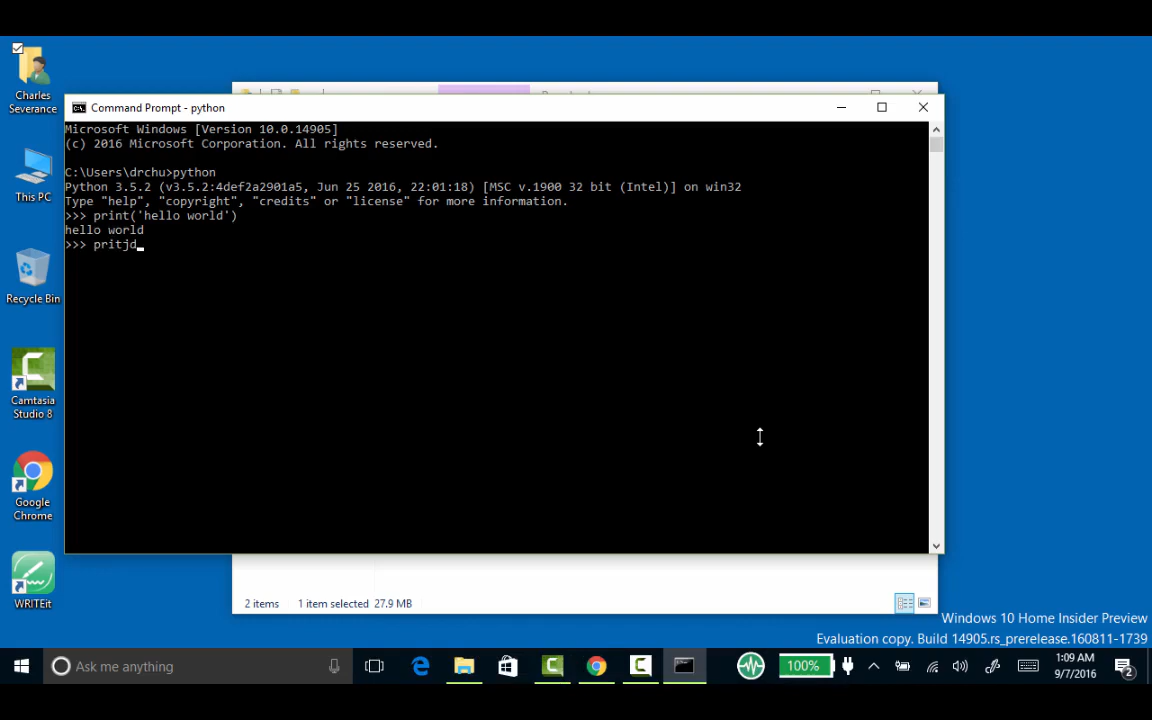 Charles
Severance
This PC
Recycle Bin
Camtasia
Studio 8
Google
Chrome
WRITEit
Command Prompt - python
Microsoft Windows [Version 10.0.14905]
(c) 2016 Microsoft Corporation. All rights reserved.
C:\Users\drchu>python
Python 3.5.2 (v3.5.2:4def2a2901a5, Jun 25 2016, 22:01:18) [MSC v.1900 32 bit (Intel)] on win32
Type "help", "copyright", "credits" or "license" for more information.
>>> print('hello world')
hello world
>>> pritjd
2 items 1 item selected 27.9 MB
Windows 10 Home Insider Preview
Evaluation copy. Build 14905.rs_prerelease.160811-1739
Ask me anything
100%
1:09 AM
9/7/2016
2